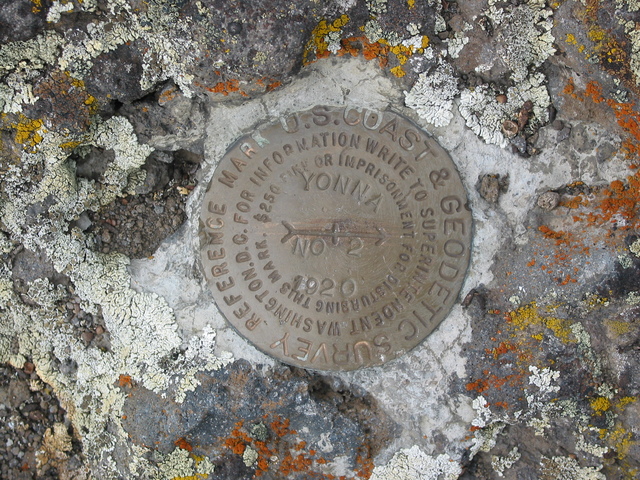 U.S. COAST & GEODETIC SURVEY REFERENCE MARK
FOR INFORMATION WRITE TO SUPERINTENDENT WASHINGTON, D.C.
$250 FINE OR IMPRISONMENT FOR DISTURBING THIS MARK.
YONNA
NO 2
1920